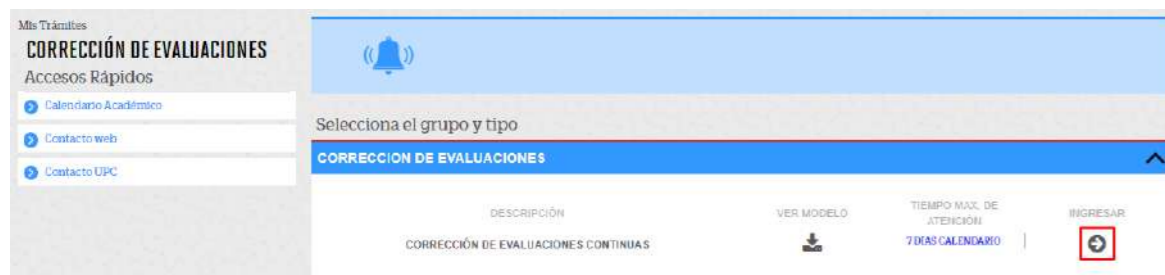 Mis Trámites
CORRECCIÓN DE EVALUACIONES
Accesos Rápidos
Calendario Académico
Contacto web
Contacto UPC
Selecciona el grupo y tipo
CORRECCION DE EVALUACIONES
DESCRIPCIÓN
VER MODELO
TIEMPO MAX. DE
ATENCIÓN
INGRESAR
CORRECCIÓN DE EVALUACIONES CONTINUAS
7 DIAS CALENDARIO